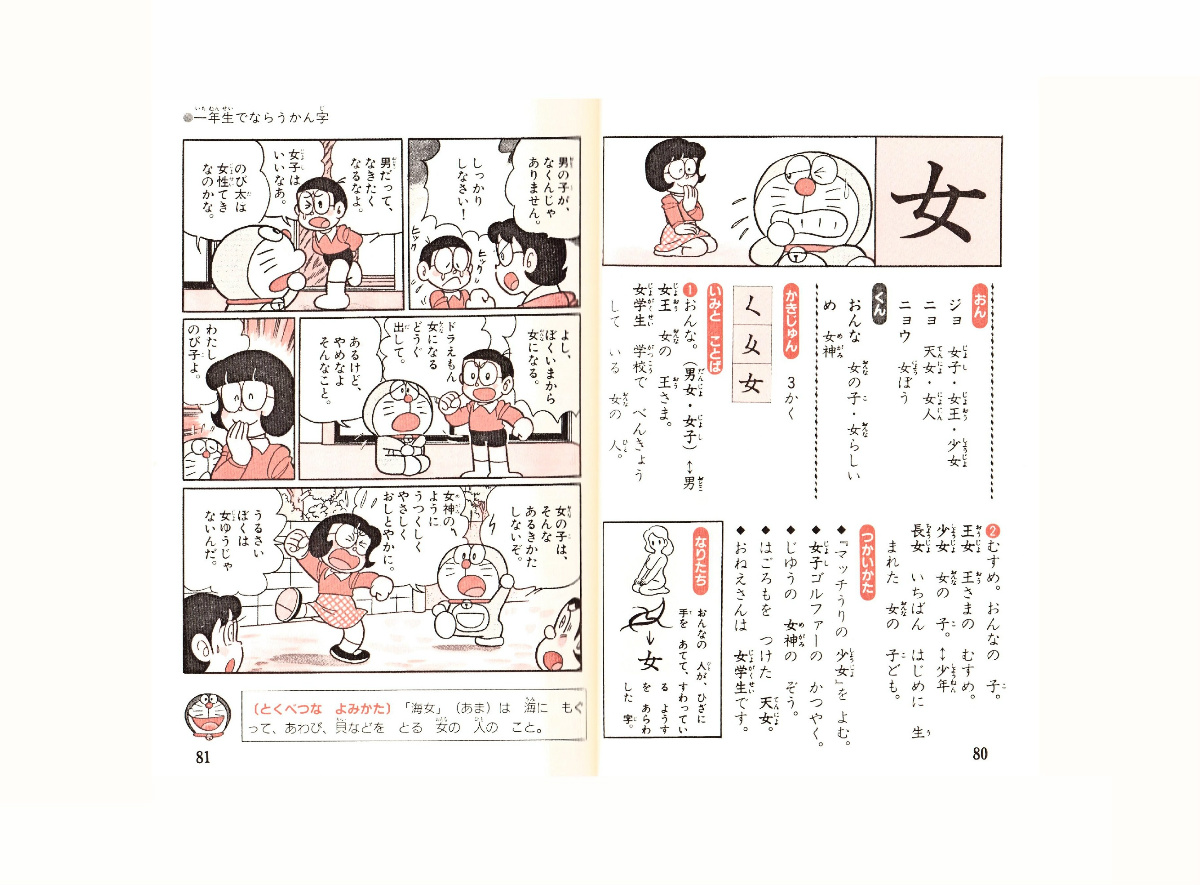 女
おん
ジョ 女子・女王・少女
ニョ 天女・女人
ニョウ 女ぼう
くん
おんな 女の子・女らしい
め 女神
かきじゅん 3かく
く 女 女
いみと ことば
❶おんな。(男女・女子)↔男
女王 女の 王さま。
女学生 学校で べんきょう
して いる 女の 人。
❷むすめ。おんなの 子。
王女 王さまの むすめ。
少女 女の 子。↔少年
長女 いちばん はじめに 生
まれた 女の 子ども。
つかいかた
◆『マッチうりの 少女』を よむ。
◆女子ゴルファーの かつやく。
◆じゆうの 女神の ぞう。
◆はごろもを つけた 天女。
◆おねえさんは 女学生です。
なりたち
おんなの 人が、ひざに
手を あてて、すわってい
る ようす
を あらわ
した 字。
女
80
●一年生でならうかん字
男の子が、
なくんじゃ
ありません。
しっかり
しなさい!
ヒック
ヒック
男だって、
なきたく
なるなよ。
女子は
いいなあ。
のび太は
女性てき
なのかな。
よし、
ぼくいまから
女になる。
ドラえもん
女になる
どうぐ
出して。
あるけど、
やめなよ
そんなこと。
わたし
のび子よ。
女の子は、
そんな
あるきかた
しないぞ。
女神の
ように
うつくしく
やさしく
おしとやかに。
うるさい
ぼくは
女ゆうじゃ
ないんだ。
(とくべつな よみかた)「海女」(あま)は 海に もぐ
って、あわび、貝などを とる 女の 人の こと。
81